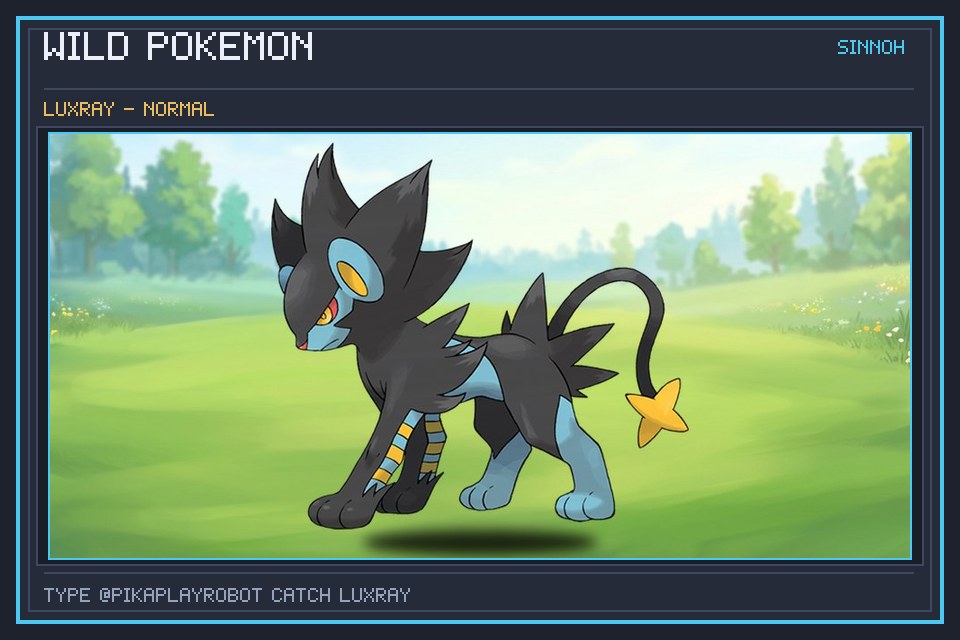 WILD POKEMON
SINNOH
LUXRAY - NORMAL
TYPE @PIKAPLAYROBOT CATCH LUXRAY